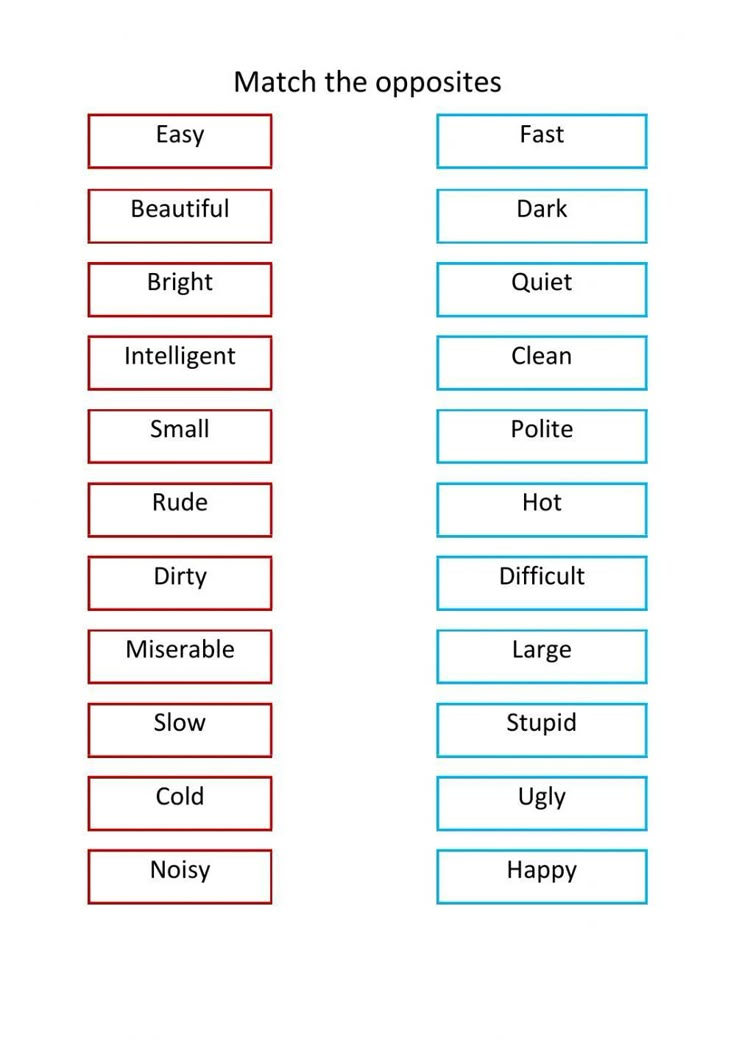 Match the opposites
Easy
Fast
Beautiful
Dark
Bright
Quiet
Intelligent
Clean
Small
Polite
Rude
Hot
Dirty
Difficult
Miserable
Large
Slow
Stupid
Cold
Ugly
Noisy
Happy